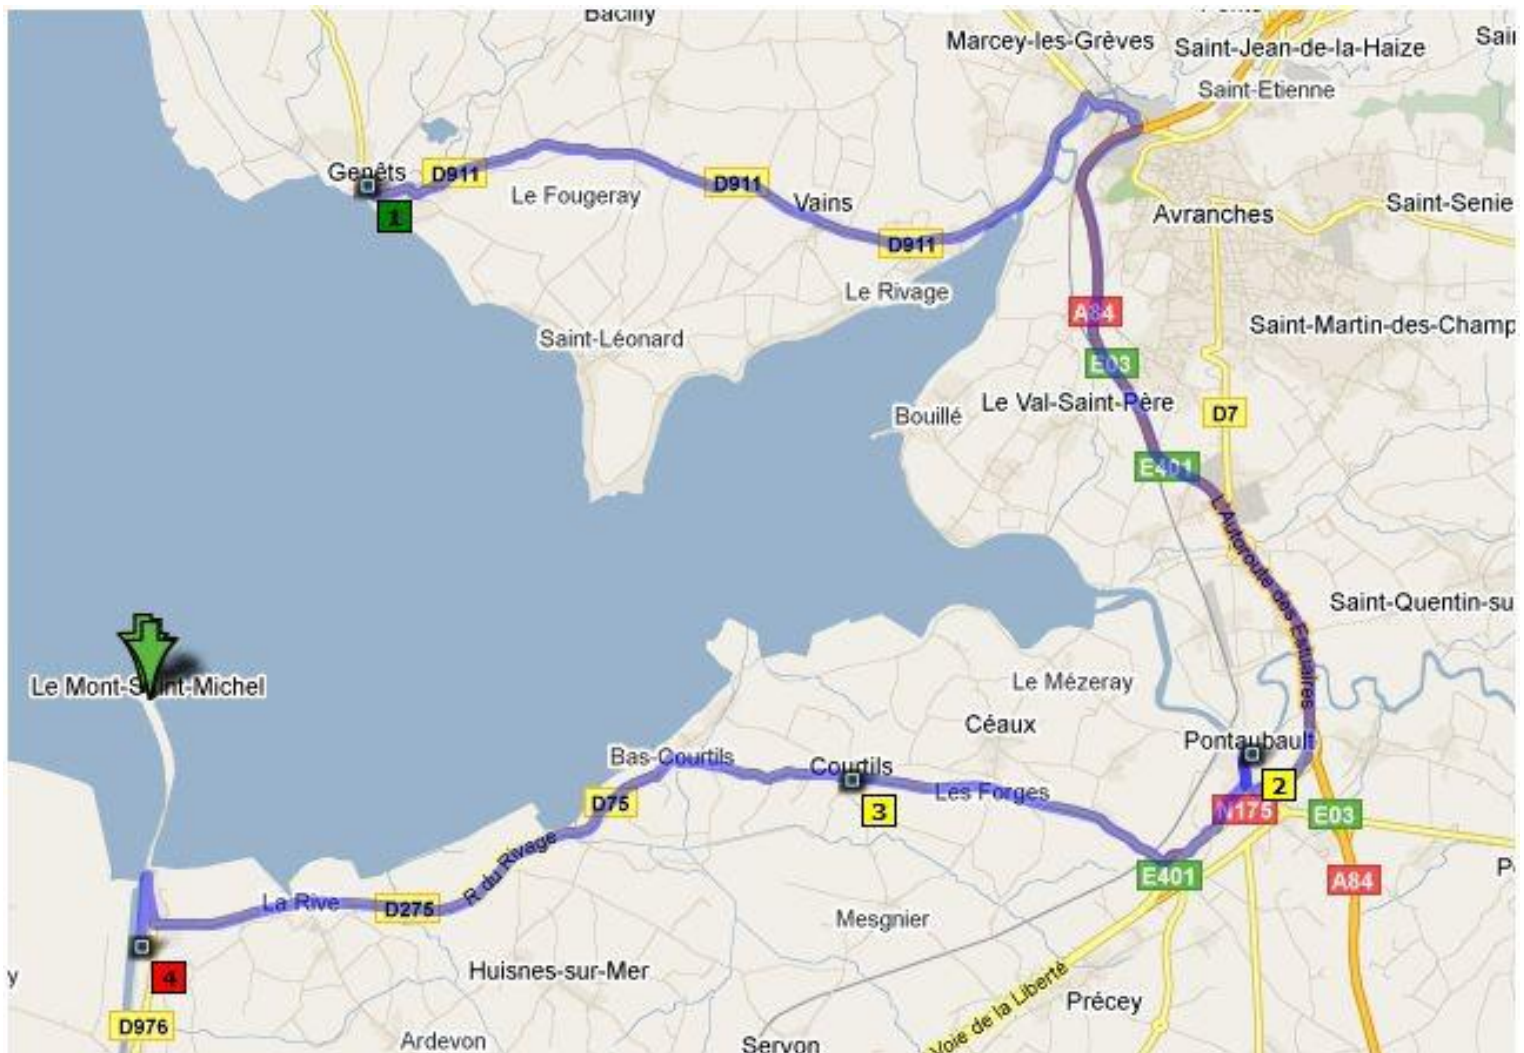 Bacilly
Marcey-les-Grèves
Saint-Jean-de-la-Haize
Sai
Saint-Etienne
Genêts
D911
Le Fougeray
D911
Vains
1
Avranches
Saint-Senie
D911
Le Rivage
A84
Saint-Martin-des-Champ
Saint-Léonard
E03
Le Val-Saint-Père
Bouillé
D7
E401
L'Autoroute des Estuaires
Saint-Quentin-su
Le Mont-Saint-Michel
Le Mézeray
Céaux
Pontaubault
Bas-Courtils
Courtils
2
Les Forges
D75
3
N175
E03
R du Rivage
E401
A84
P
La Rive
D275
Mesgnier
4
Huisnes-sur-Mer
y
Précey
Voie de la Liberté
D976
Ardevon
Servon